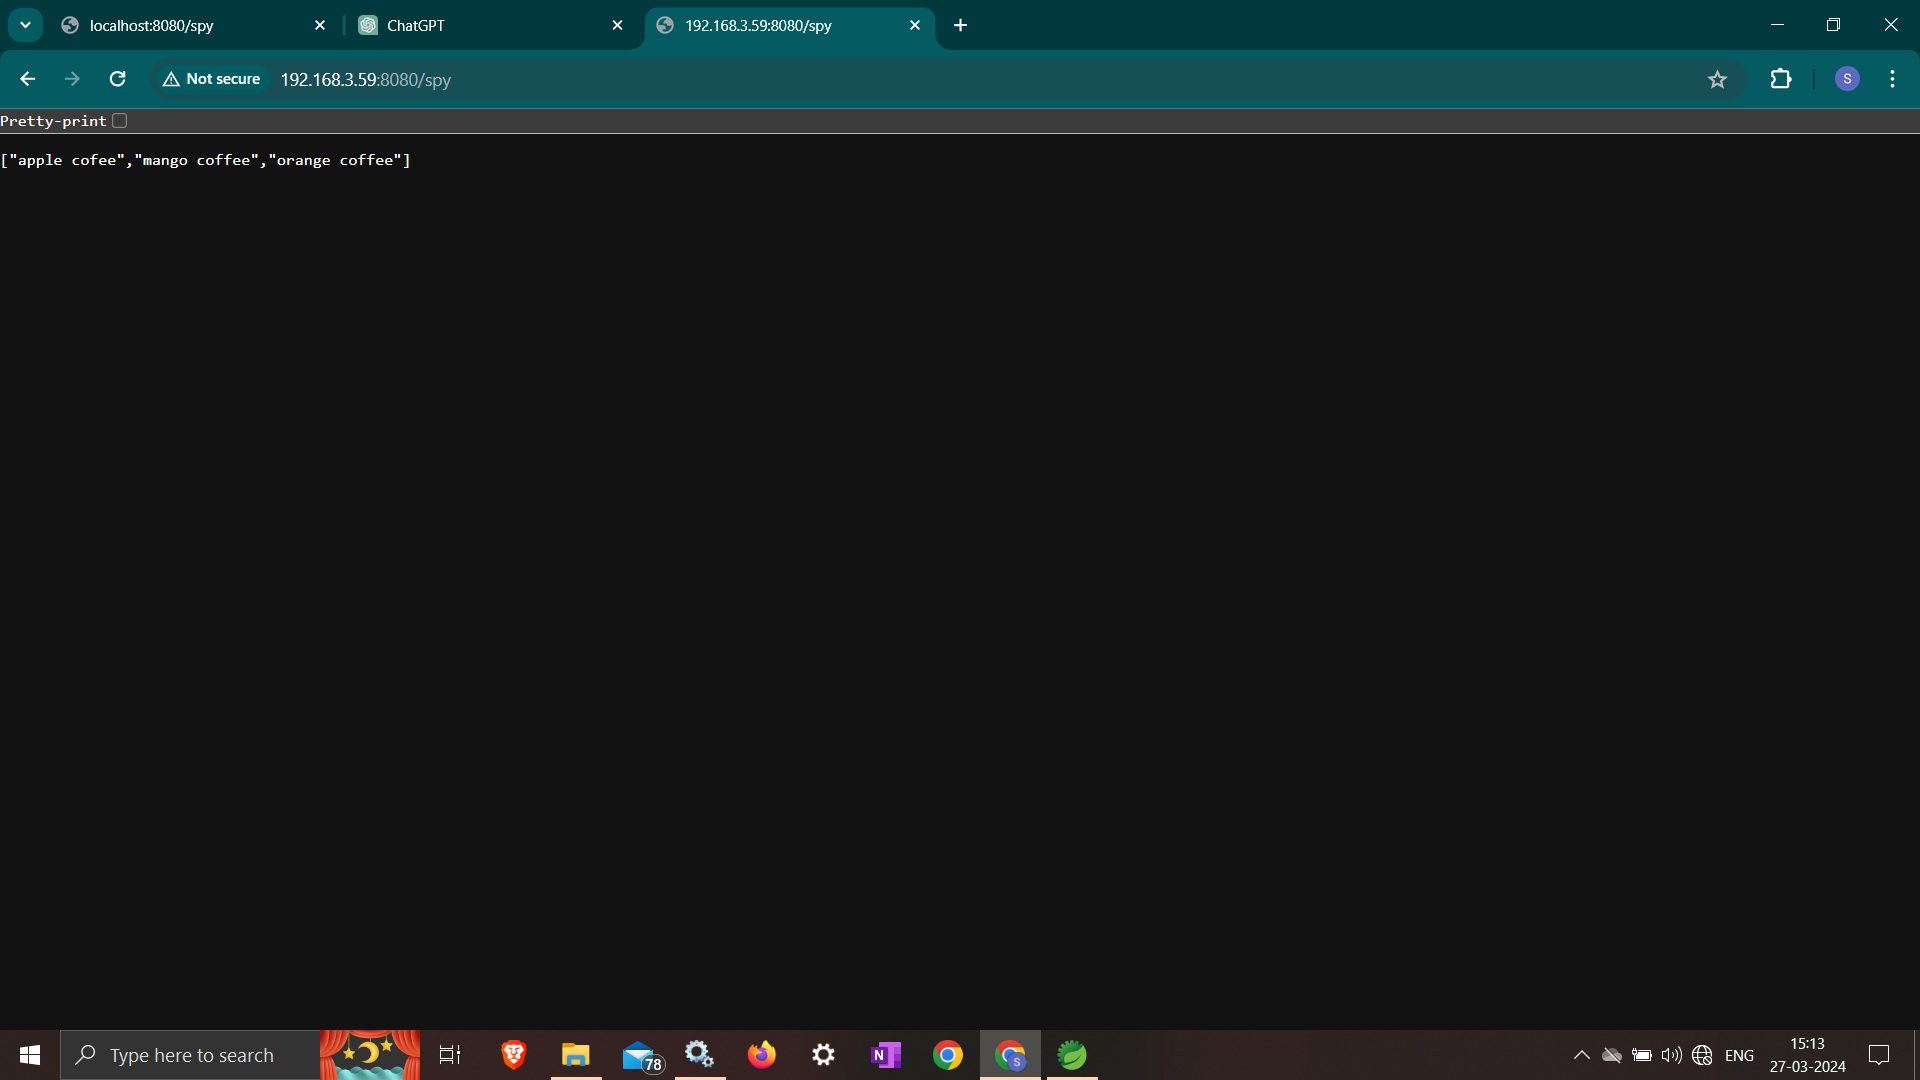 localhost:8080/spy
ChatGPT
192.168.3.59:8080/spy
Not secure
192.168.3.59:8080/spy
S
Pretty-print
["apple cofee","mango coffee","orange coffee"]
Type here to search
78
N
S
ENG
15:13
27-03-2024